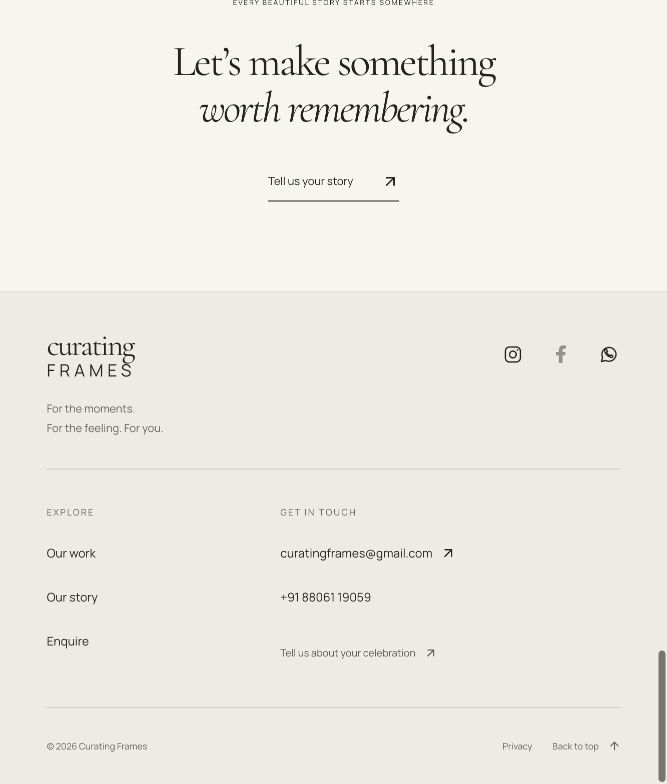 EVERY BEAUTIFUL STORY STARTS SOMEWHERE
Let's make something
worth remembering.
Tell us your story
curating
FRAMES
For the moments.
For the feeling. For you.
EXPLORE
Our work
Our story
Enquire
GET IN TOUCH
curatingframes@gmail.com
+91 88061 19059
Tell us about your celebration
© 2026 Curating Frames
Privacy
Back to top